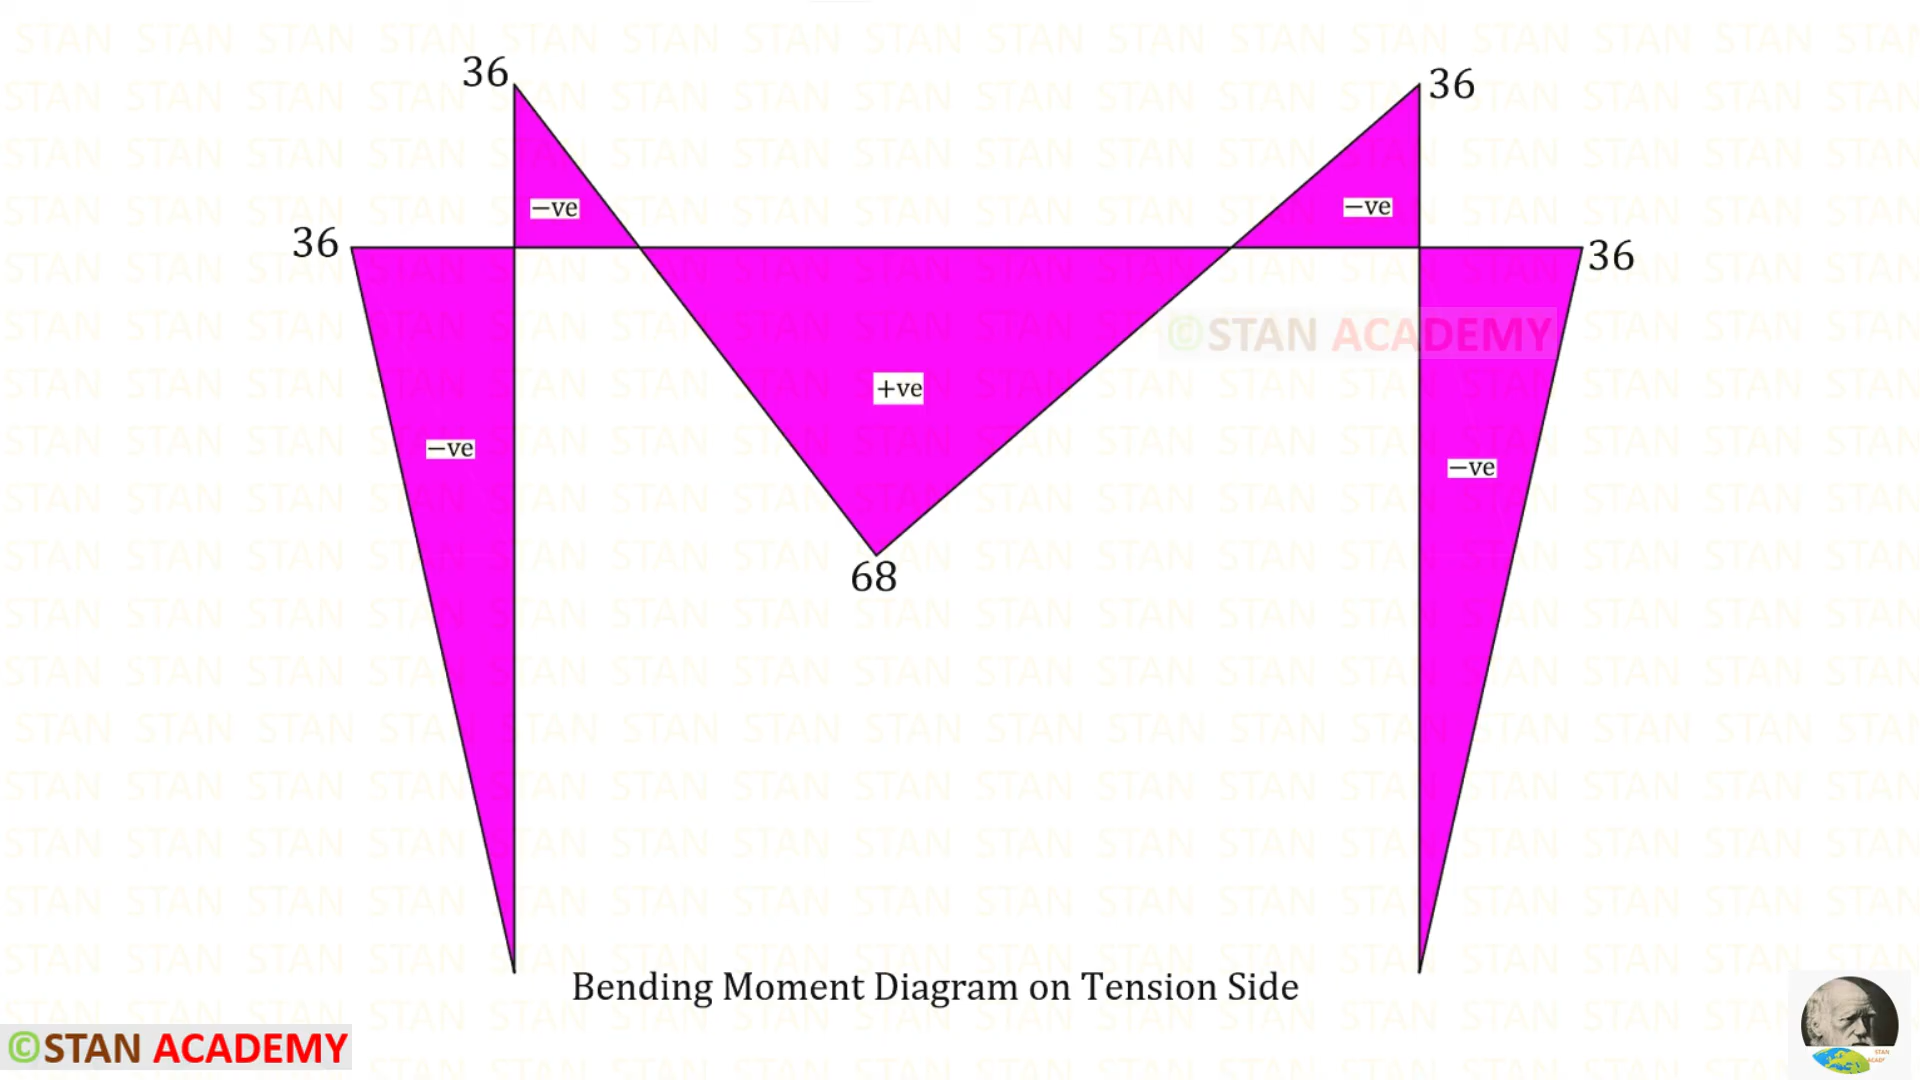 36
36
−ve
−ve
36
36
©STAN ACADEMY
+ve
−ve
−ve
68
Bending Moment Diagram on Tension Side
©STAN ACADEMY